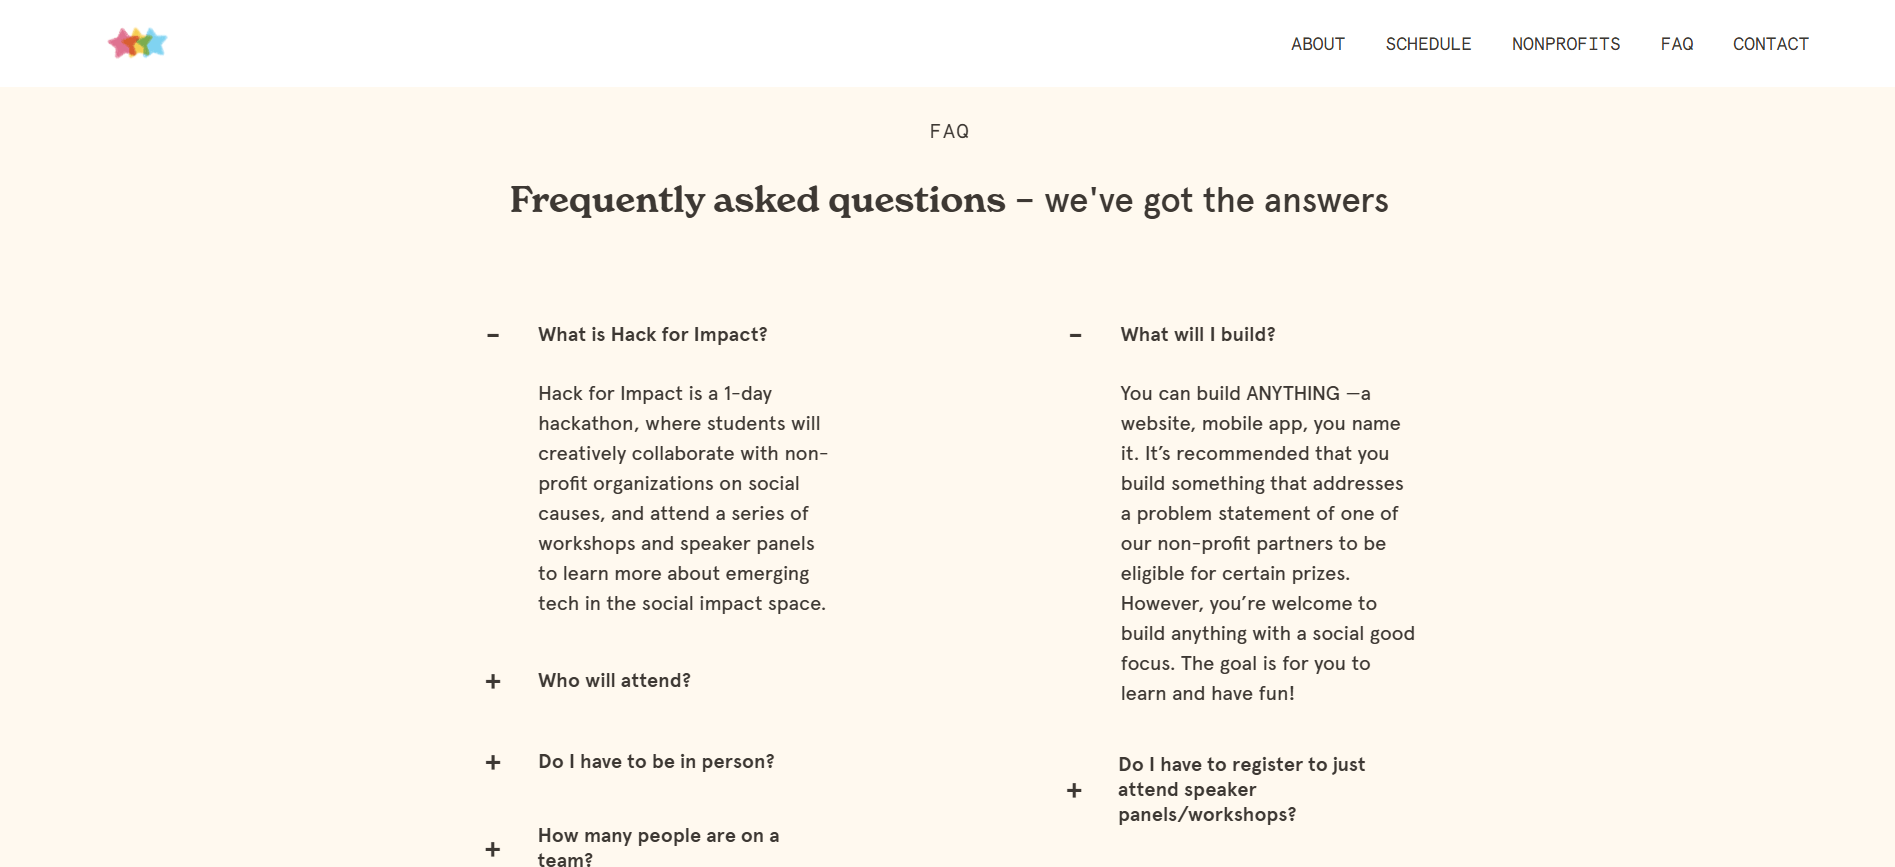 ABOUT SCHEDULE NONPROFITS FAQ CONTACT
FAQ
Frequently asked questions – we've got the answers
– What is Hack for Impact?
Hack for Impact is a 1-day
hackathon, where students will
creatively collaborate with non-
profit organizations on social
causes, and attend a series of
workshops and speaker panels
to learn more about emerging
tech in the social impact space.
+ Who will attend?
+ Do I have to be in person?
+ How many people are on a
team?
– What will I build?
You can build ANYTHING —a
website, mobile app, you name
it. It’s recommended that you
build something that addresses
a problem statement of one of
our non-profit partners to be
eligible for certain prizes.
However, you’re welcome to
build anything with a social good
focus. The goal is for you to
learn and have fun!
+ Do I have to register to just
attend speaker
panels/workshops?